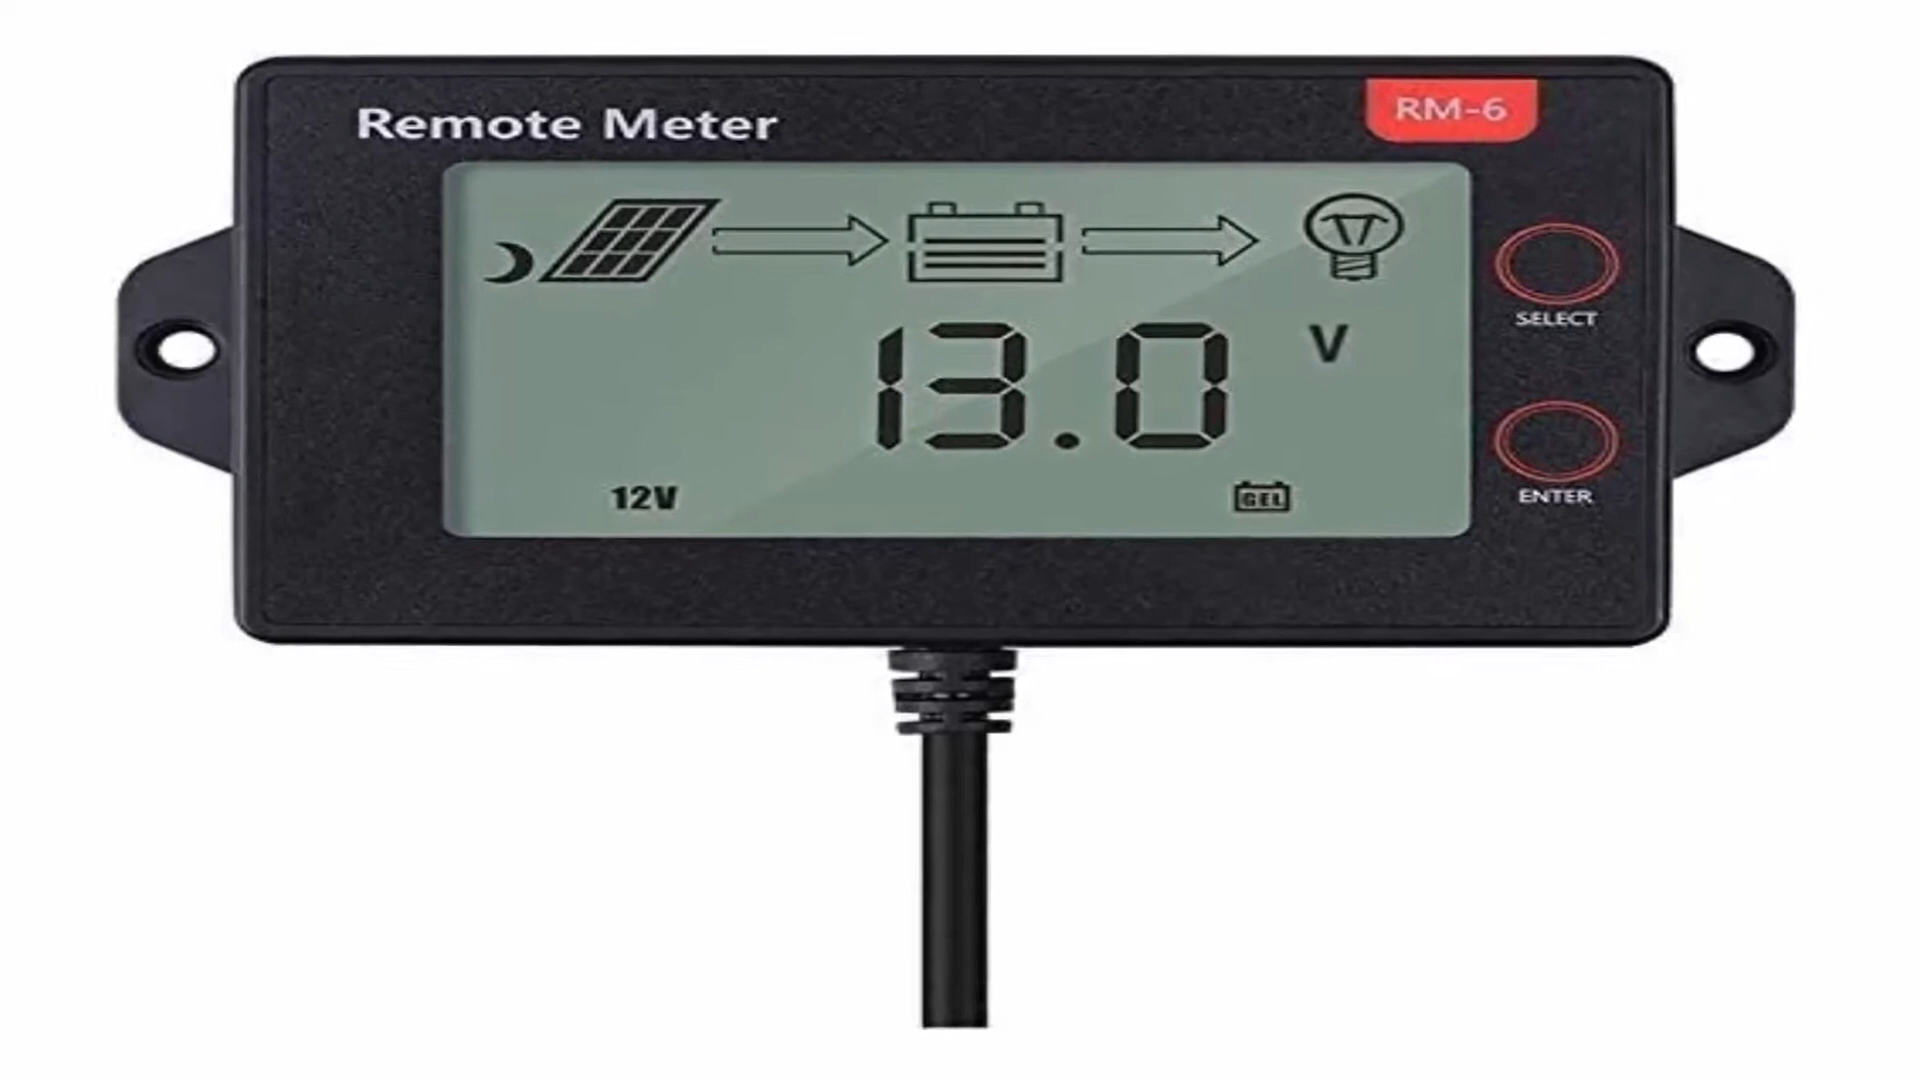 Remote Meter
RM-6
SELECT
13.0 V
ENTER
12V
GEL